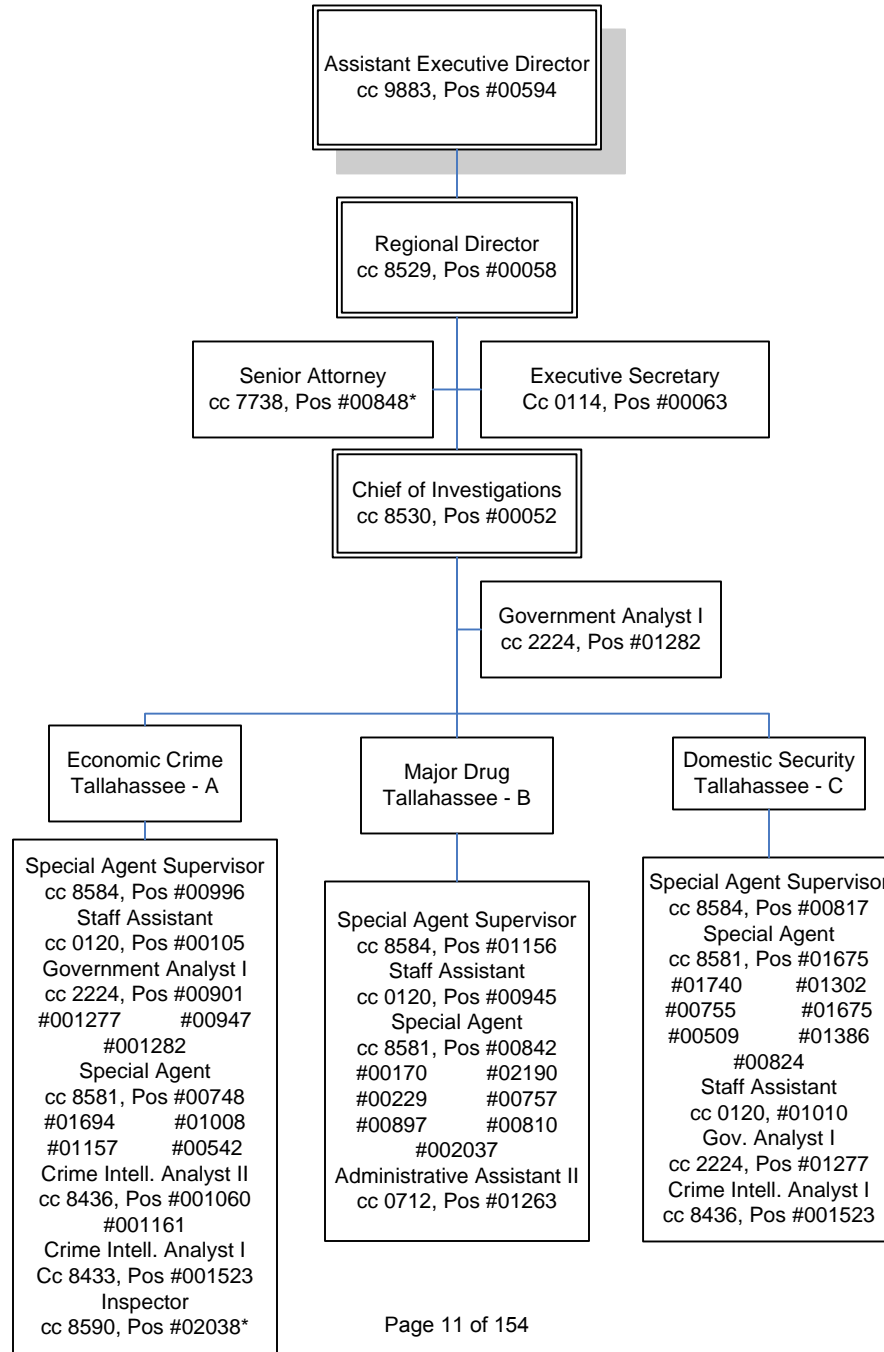 Assistant Executive Director
cc 9883, Pos #00594
Regional Director
cc 8529, Pos #00058
Senior Attorney
cc 7738, Pos #00848*
Executive Secretary
Cc 0114, Pos #00063
Chief of Investigations
cc 8530, Pos #00052
Government Analyst I
cc 2224, Pos #01282
Economic Crime
Tallahassee - A
Major Drug
Tallahassee - B
Domestic Security
Tallahassee - C
Special Agent Supervisor
cc 8584, Pos #00996
Staff Assistant
cc 0120, Pos #00105
Government Analyst I
cc 2224, Pos #00901
#001277 #00947
#001282
Special Agent
cc 8581, Pos #00748
#01694 #01008
#01157 #00542
Crime Intell. Analyst II
cc 8436, Pos #001060
#001161
Crime Intell. Analyst I
Cc 8433, Pos #001523
Inspector
cc 8590, Pos #02038*
Special Agent Supervisor
cc 8584, Pos #01156
Staff Assistant
cc 0120, Pos #00945
Special Agent
cc 8581, Pos #00842
#00170 #02190
#00229 #00757
#00897 #00810
#002037
Administrative Assistant II
cc 0712, Pos #01263
Special Agent Supervisor
cc 8584, Pos #00817
Special Agent
cc 8581, Pos #01675
#01740 #01302
#00755 #01675
#00509 #01386
#00824
Staff Assistant
cc 0120, #01010
Gov. Analyst I
cc 2224, Pos #01277
Crime Intell. Analyst I
cc 8436, Pos #001523
Page 11 of 154